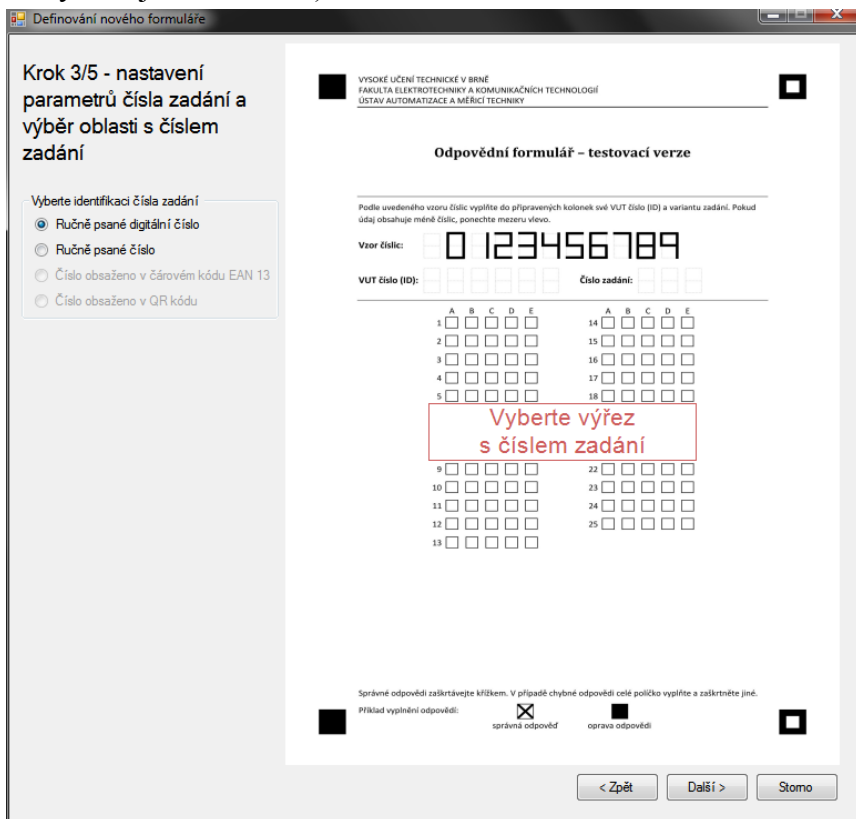 Definování nového formuláře
Krok 3/5 - nastavení
parametrů čísla zadání a
výběr oblasti s číslem
zadání
Vyberte identifikaci čísla zadání
Ručně psané digitální číslo
Ručně psané číslo
Číslo obsaženo v čárovém kódu EAN 13
Číslo obsaženo v QR kódu
VYSOKÉ UČENÍ TECHNICKÉ V BRNĚ
FAKULTA ELEKTROTECHNIKY A KOMUNIKAČNÍCH TECHNOLOGIÍ
ÚSTAV AUTOMATIZACE A MĚŘICÍ TECHNIKY
Odpovědní formulář – testovací verze
Podle uvedeného vzoru číslic vyplňte do připravených kolonek své VUT číslo (ID) a variantu zadání. Pokud
údaj obsahuje méně číslic, ponechte mezeru vlevo.
Vzor číslic: 0 123456789
VUT číslo (ID): Číslo zadání:
A B C D E A B C D E
1 14
2 15
3 16
4 17
5 18
Vyberte výřez
s číslem zadání
9 22
10 23
11 24
12 25
13
Správné odpovědi zaškrtávejte křížkem. V případě chybné odpovědi celé políčko vyplňte a zaškrtněte jiné.
Příklad vyplnění odpovědí:
správná odpověď oprava odpovědi
< Zpět Další > Storno